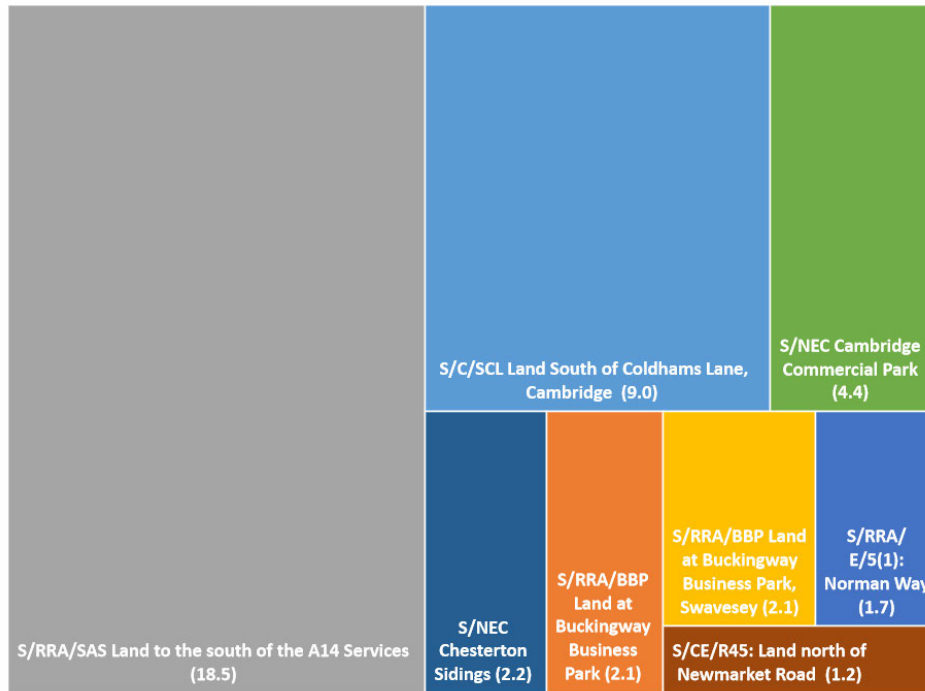 S/RRA/SAS Land to the south of the A14 Services
(18.5)
S/C/SCL Land South of Coldhams Lane,
Cambridge (9.0)
S/NEC Cambridge
Commercial Park
(4.4)
S/NEC
Chesterton
Sidings (2.2)
S/RRA/BBP
Land at
Buckingway
Business
Park (2.1)
S/RRA/BBP Land
at Buckingway
Business Park,
Swavesey (2.1)
S/RRA/
E/5(1):
Norman Way
(1.7)
S/CE/R45: Land north of
Newmarket Road (1.2)